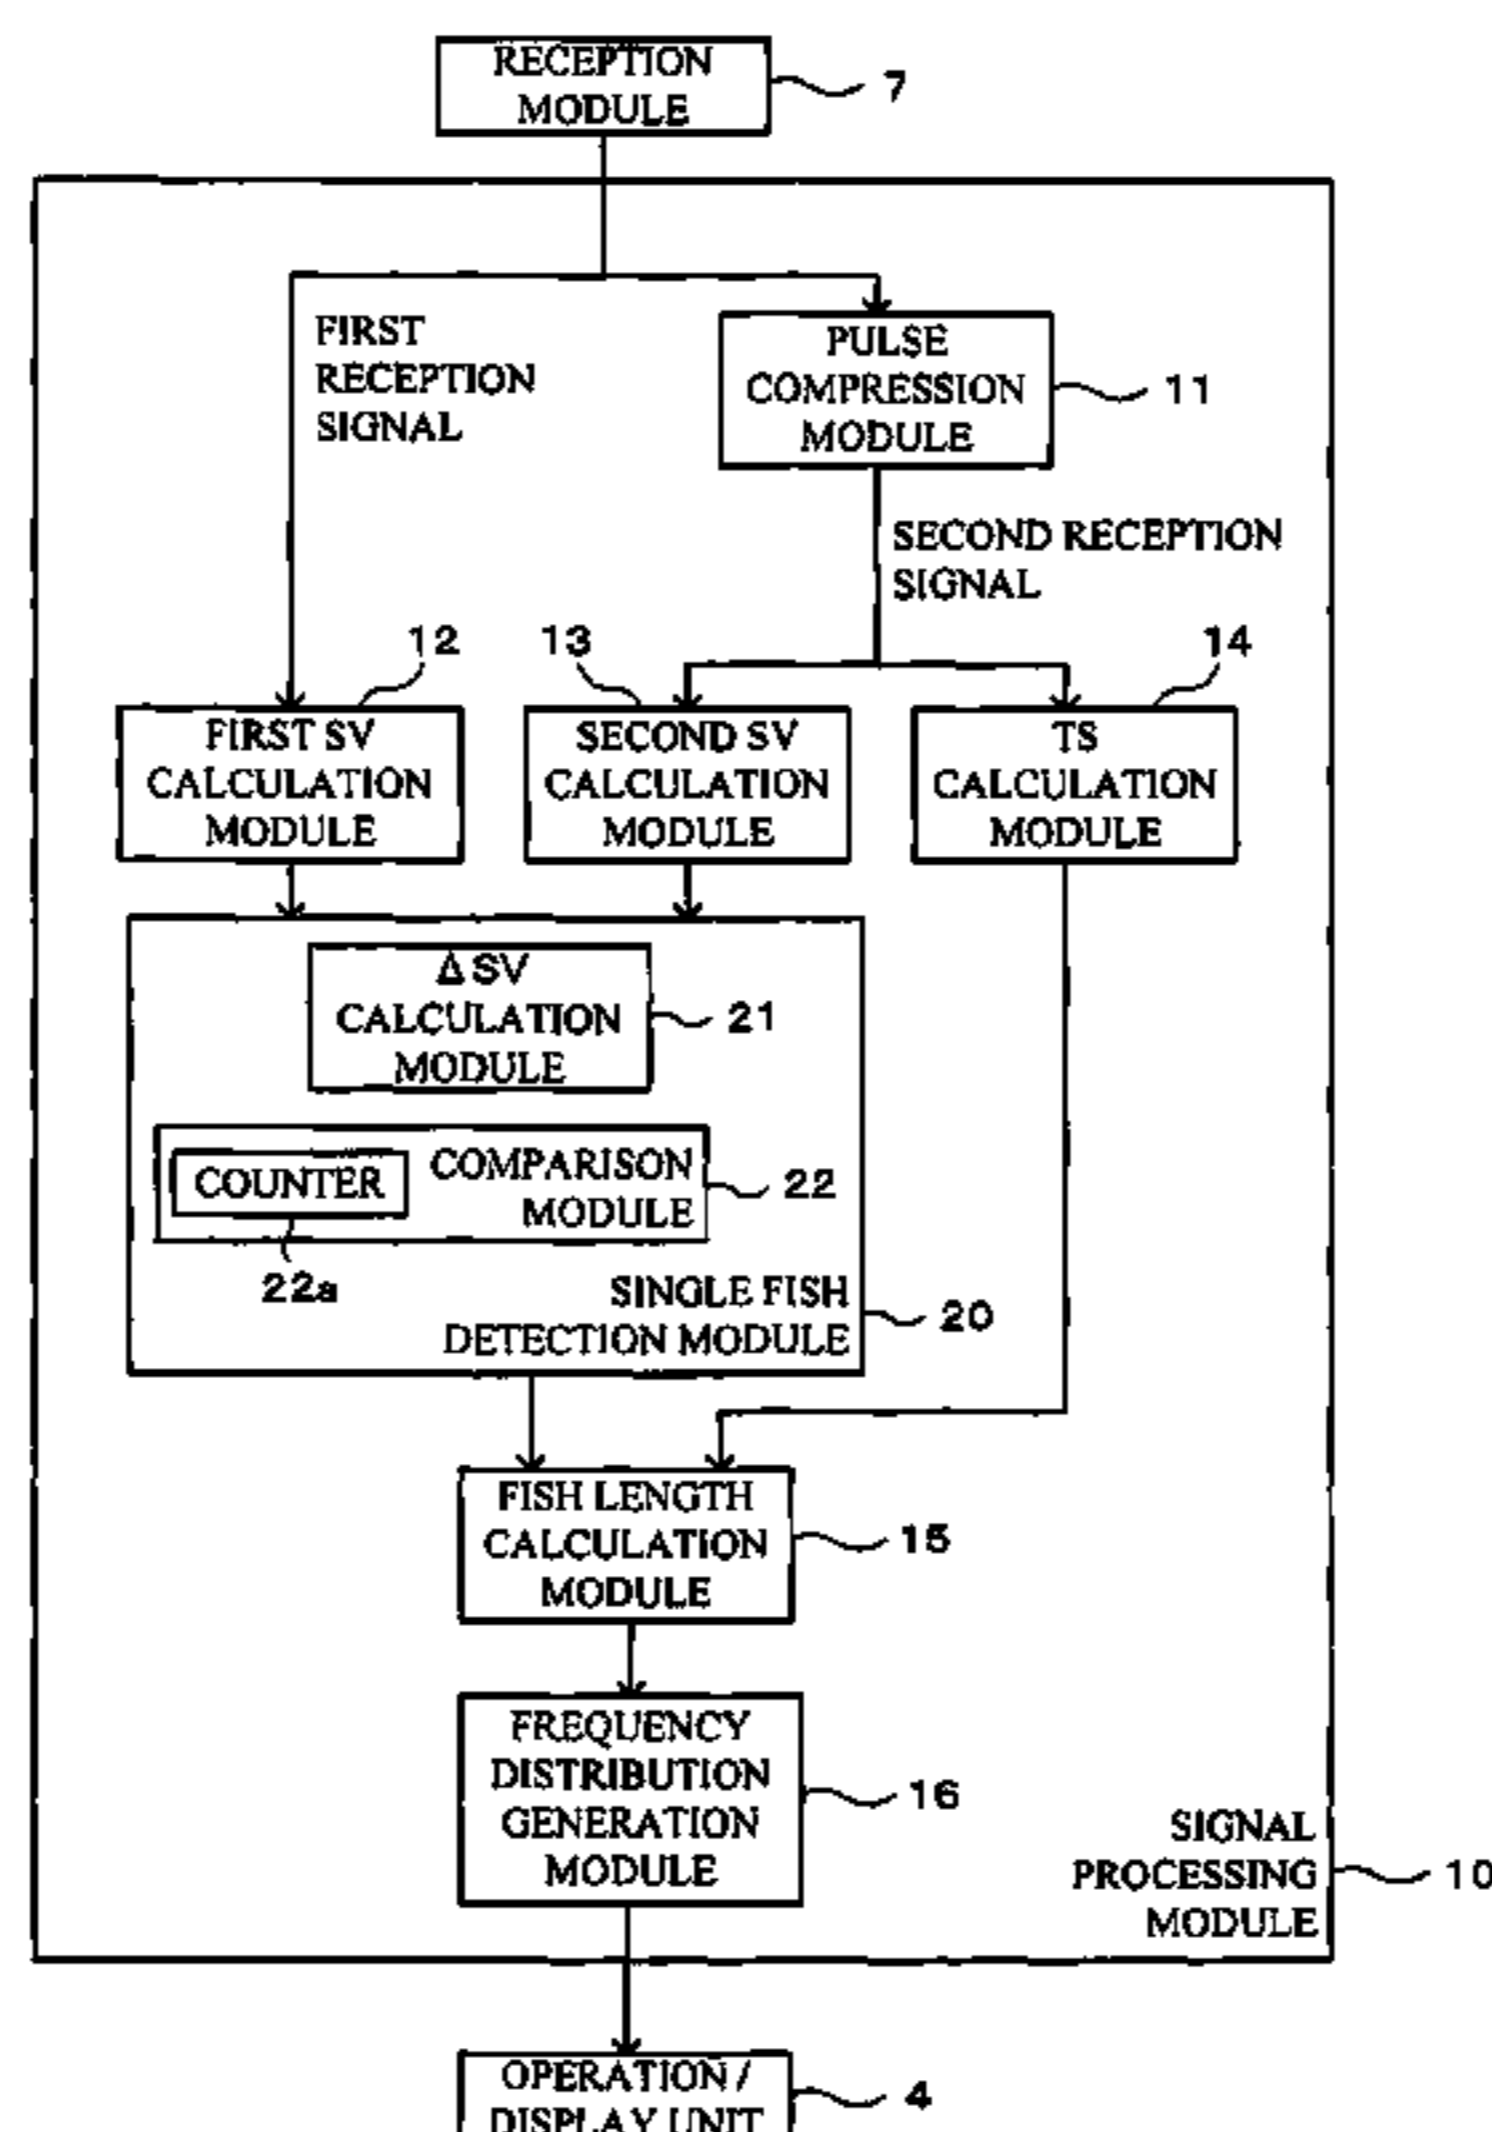 RECEPTION
MODULE
7
FIRST
RECEPTION
SIGNAL
PULSE
COMPRESSION
MODULE
11
SECOND RECEPTION
SIGNAL
12
13
14
FIRST SV
CALCULATION
MODULE
SECOND SV
CALCULATION
MODULE
TS
CALCULATION
MODULE
Δ SV
CALCULATION
MODULE
21
COUNTER
COMPARISON
MODULE
22
22a
SINGLE FISH
DETECTION MODULE
20
FISH LENGTH
CALCULATION
MODULE
15
FREQUENCY
DISTRIBUTION
GENERATION
MODULE
16
SIGNAL
PROCESSING
MODULE
10
OPERATION /
DISPLAY UNIT
4